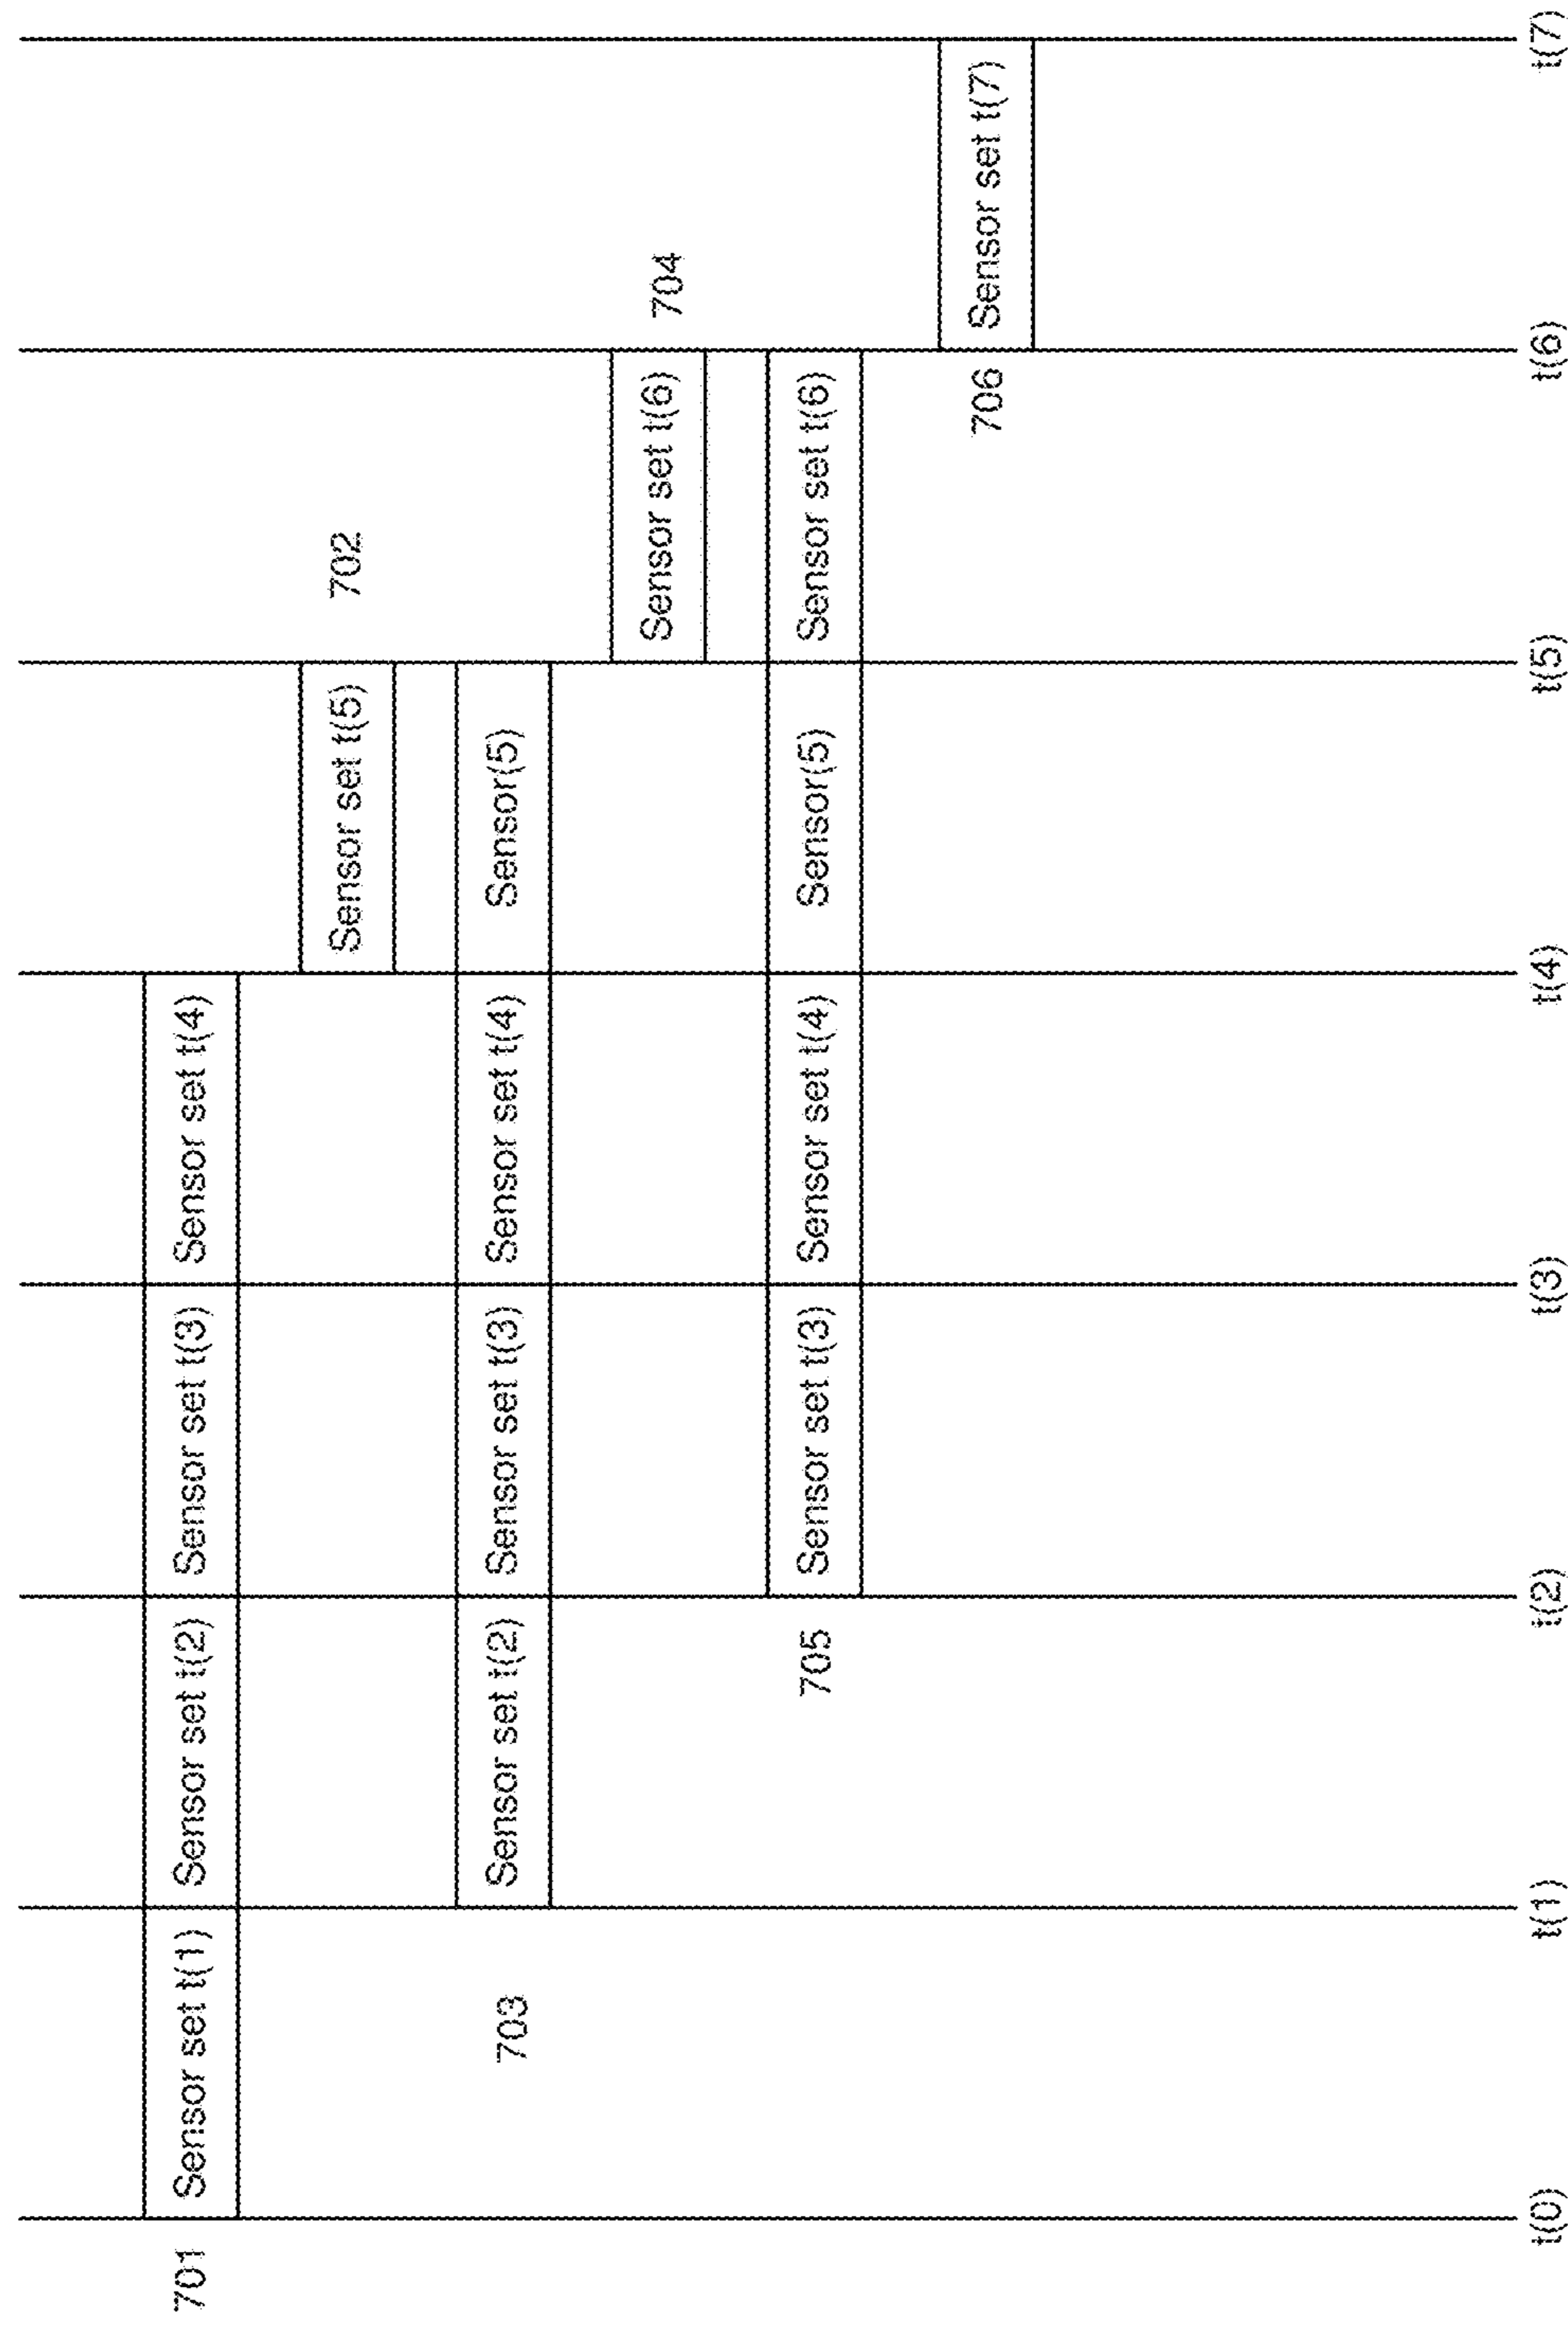 701
Sensor set t(1)
Sensor set t(2)
Sensor set t(3)
Sensor set t(4)
Sensor set t(5)
702
703
Sensor set t(2)
Sensor set t(3)
Sensor set t(4)
Sensor(5)
Sensor set t(6)
704
705
Sensor set t(3)
Sensor set t(4)
Sensor(5)
Sensor set t(6)
706
Sensor set t(7)
t(0)
t(1)
t(2)
t(3)
t(4)
t(5)
t(6)
t(7)